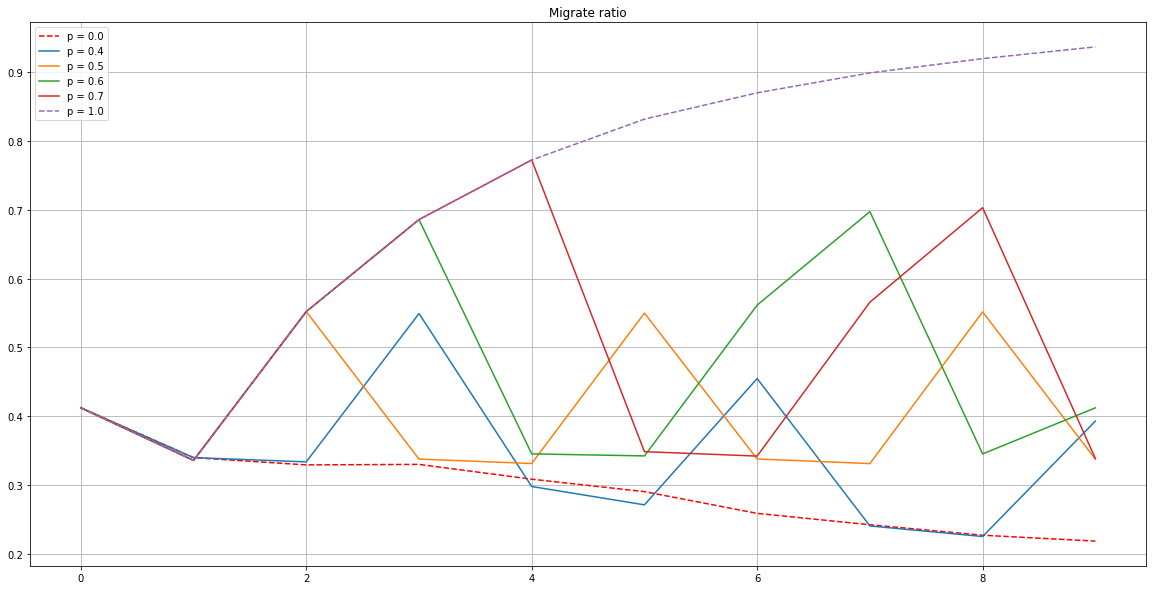 Migrate ratio
p = 0.0
p = 0.4
p = 0.5
p = 0.6
p = 0.7
p = 1.0
0.9
0.8
0.7
0.6
0.5
0.4
0.3
0.2
0 2 4 6 8